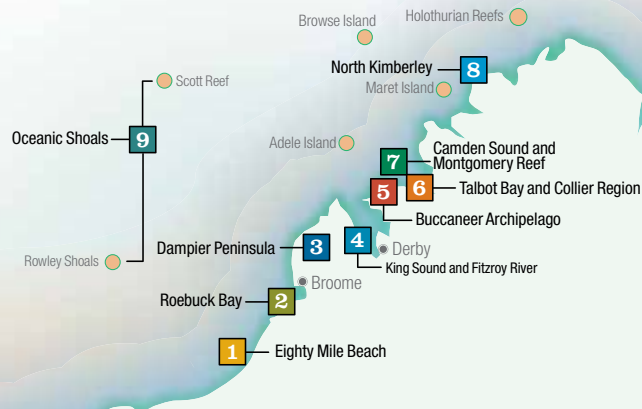 Holothurian Reefs
Browse Island
North Kimberley
8
Scott Reef
Maret Island
Oceanic Shoals
9
Adele Island
7
Camden Sound and
Montgomery Reef
5
6
Talbot Bay and Collier Region
Buccaneer Archipelago
Dampier Peninsula
3
4
Derby
Rowley Shoals
King Sound and Fitzroy River
Broome
Roebuck Bay
2
1
Eighty Mile Beach